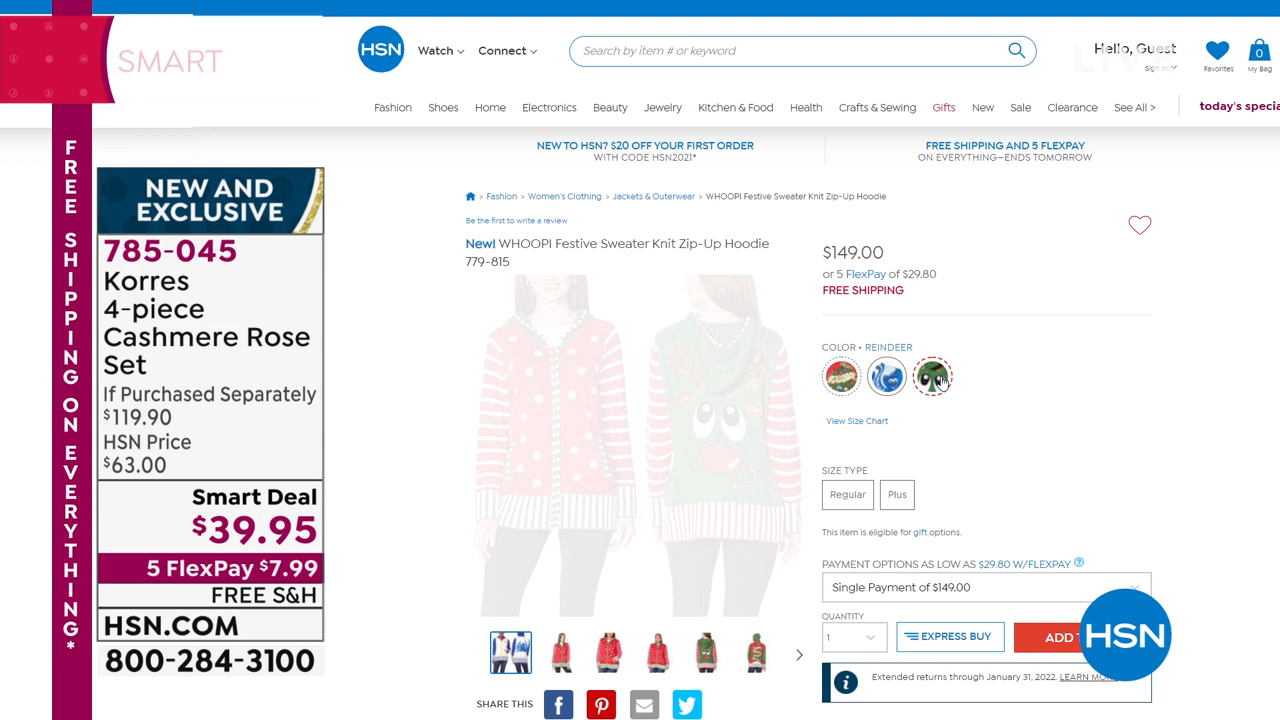 SMART
FREE SHIPPING ON EVERYTHING*
NEW AND
EXCLUSIVE
785-045
Korres
4-piece
Cashmere Rose
Set
If Purchased Separately
$119.90
HSN Price
$63.00
Smart Deal
$39.95
5 FlexPay $7.99
FREE S&H
HSN.COM
800-284-3100
HSN
Watch
Connect
Search by item # or keyword
Hello, Guest
Sign In
LIVE
Favorites
0
My Bag
Fashion Shoes Home Electronics Beauty Jewelry Kitchen & Food Health Crafts & Sewing Gifts New Sale Clearance See All > today's specia
NEW TO HSN? $20 OFF YOUR FIRST ORDER
WITH CODE HSN2021*
FREE SHIPPING AND 5 FLEXPAY
ON EVERYTHING—ENDS TOMORROW
> Fashion > Women's Clothing > Jackets & Outerwear > WHOOPI Festive Sweater Knit Zip-Up Hoodie
Be the first to write a review
New! WHOOPI Festive Sweater Knit Zip-Up Hoodie
779-815
$149.00
or 5 FlexPay of $29.80
FREE SHIPPING
COLOR • REINDEER
View Size Chart
SIZE TYPE
Regular
Plus
This item is eligible for gift options.
PAYMENT OPTIONS AS LOW AS $29.80 W/FLEXPAY ?
Single Payment of $149.00
QUANTITY
1
EXPRESS BUY
ADD T
HSN
Extended returns through January 31, 2022. LEARN MO
SHARE THIS